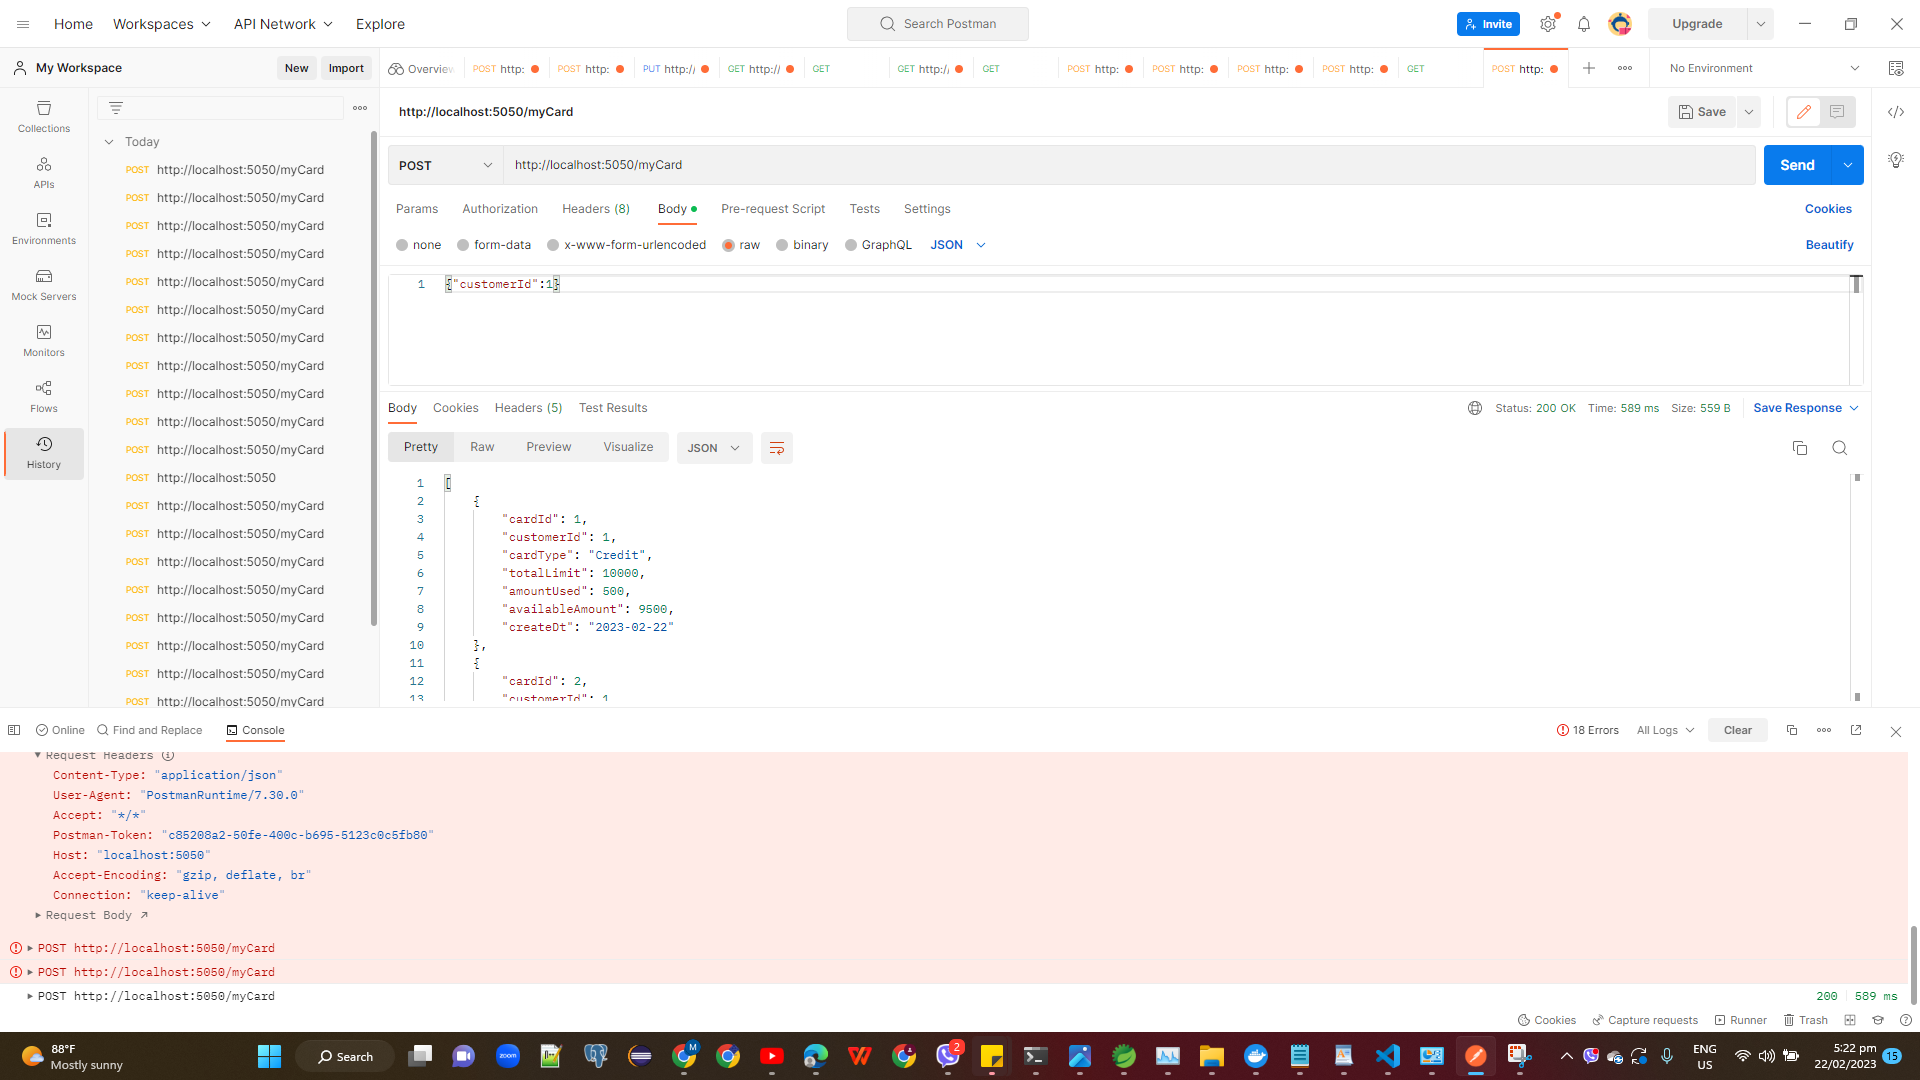 Home Workspaces API Network Explore Search Postman Invite Upgrade
My Workspace New Import Overview POST http: POST http: PUT http:// GET http:// GET GET http:/ GET POST http: POST http: POST http: POST http: GET POST http: No Environment
Collections
APIs
Environments
Mock Servers
Monitors
Flows
History
Today
POST http://localhost:5050/myCard
POST http://localhost:5050/myCard
POST http://localhost:5050/myCard
POST http://localhost:5050/myCard
POST http://localhost:5050/myCard
POST http://localhost:5050/myCard
POST http://localhost:5050/myCard
POST http://localhost:5050/myCard
POST http://localhost:5050/myCard
POST http://localhost:5050/myCard
POST http://localhost:5050/myCard
POST http://localhost:5050
POST http://localhost:5050/myCard
POST http://localhost:5050/myCard
POST http://localhost:5050/myCard
POST http://localhost:5050/myCard
POST http://localhost:5050/myCard
POST http://localhost:5050/myCard
POST http://localhost:5050/myCard
POST http://localhost:5050/myCard
http://localhost:5050/myCard Save
POST http://localhost:5050/myCard Send
Params Authorization Headers (8) Body Pre-request Script Tests Settings Cookies
none form-data x-www-form-urlencoded raw binary GraphQL JSON Beautify
1 {"customerId":1}
Body Cookies Headers (5) Test Results Status: 200 OK Time: 589 ms Size: 559 B Save Response
Pretty Raw Preview Visualize JSON
1 [
2 {
3 "cardId": 1,
4 "customerId": 1,
5 "cardType": "Credit",
6 "totalLimit": 10000,
7 "amountUsed": 500,
8 "availableAmount": 9500,
9 "createDt": "2023-02-22"
10 },
11 {
12 "cardId": 2,
13 "customerId": 1
Online Find and Replace Console 18 Errors All Logs Clear
Request Headers
Content-Type: "application/json"
User-Agent: "PostmanRuntime/7.30.0"
Accept: "*/*"
Postman-Token: "c85208a2-50fe-400c-b695-5123c0c5fb80"
Host: "localhost:5050"
Accept-Encoding: "gzip, deflate, br"
Connection: "keep-alive"
Request Body
POST http://localhost:5050/myCard
POST http://localhost:5050/myCard
POST http://localhost:5050/myCard 200 589 ms
Cookies Capture requests Runner Trash
88°F
Mostly sunny
Search
zoom
M
2
ENG
US
5:22 pm
22/02/2023
15